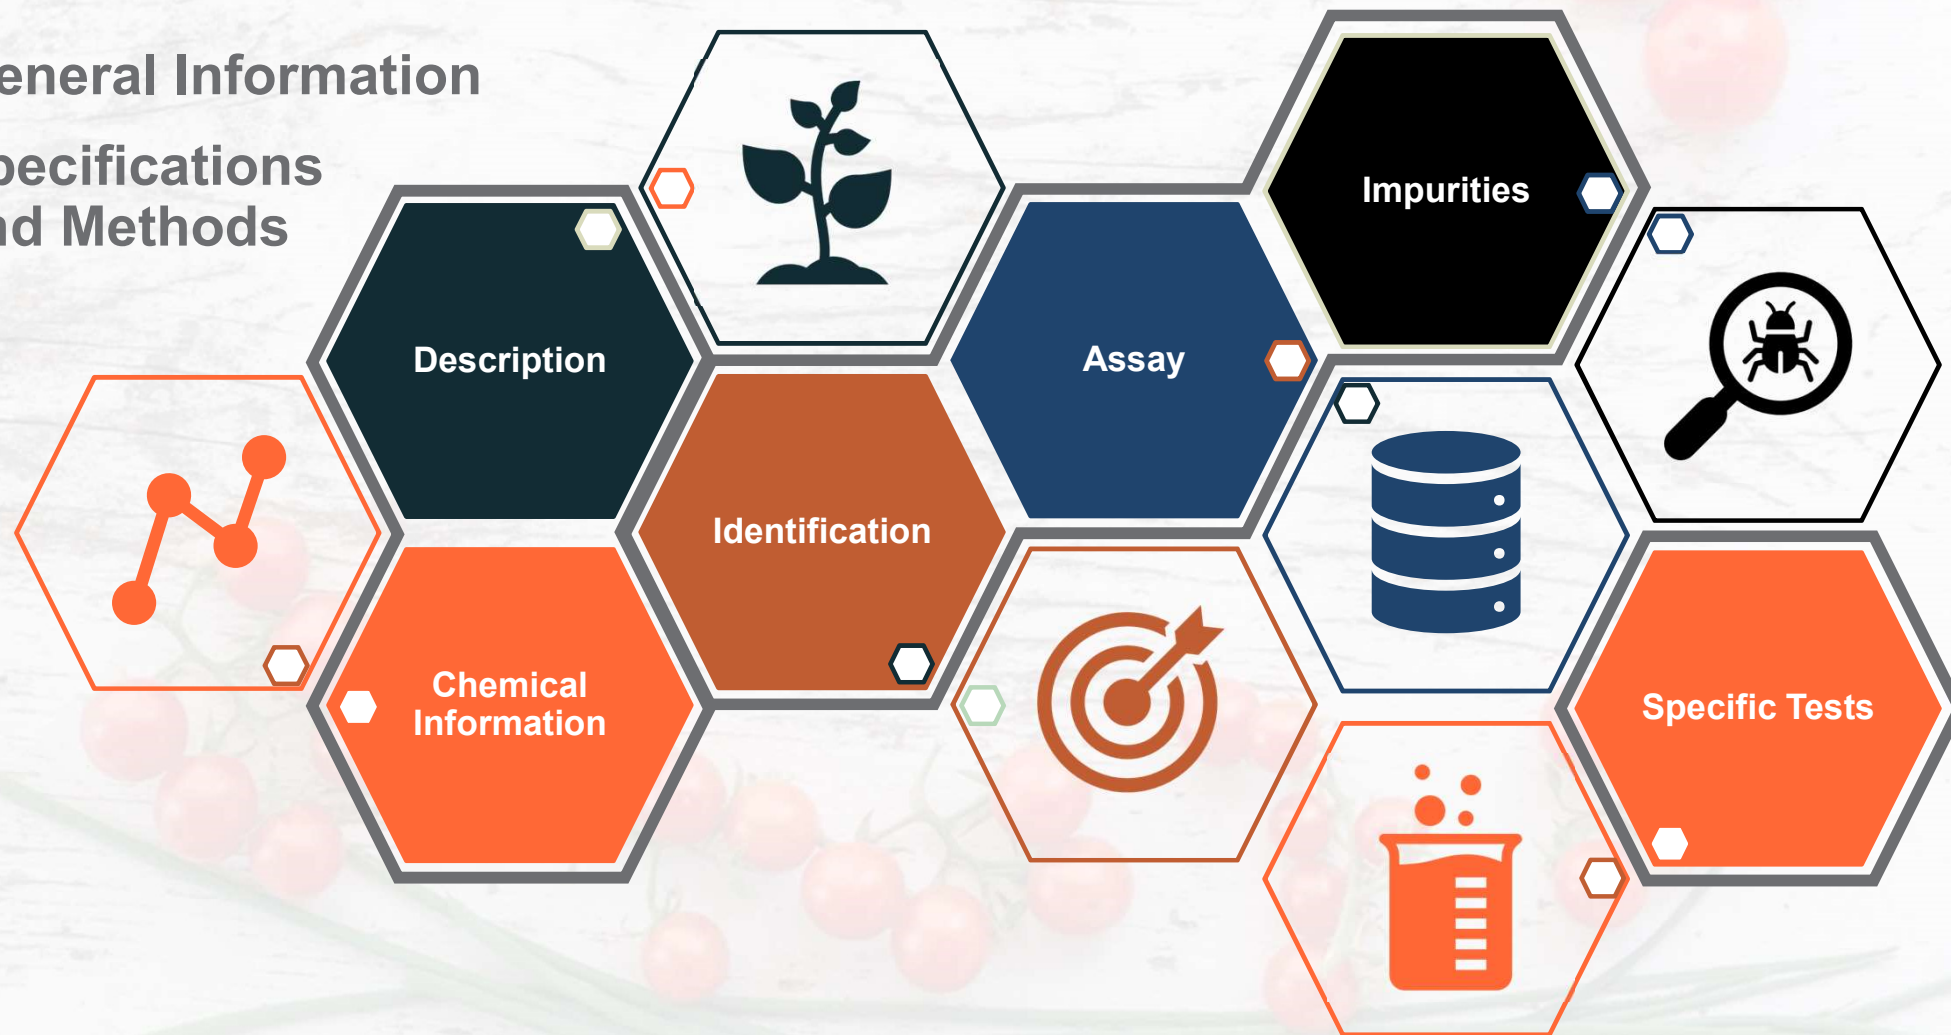 eneral Information
pecifications
nd Methods
Impurities
Description
Assay
Identification
Chemical
Information
Specific Tests